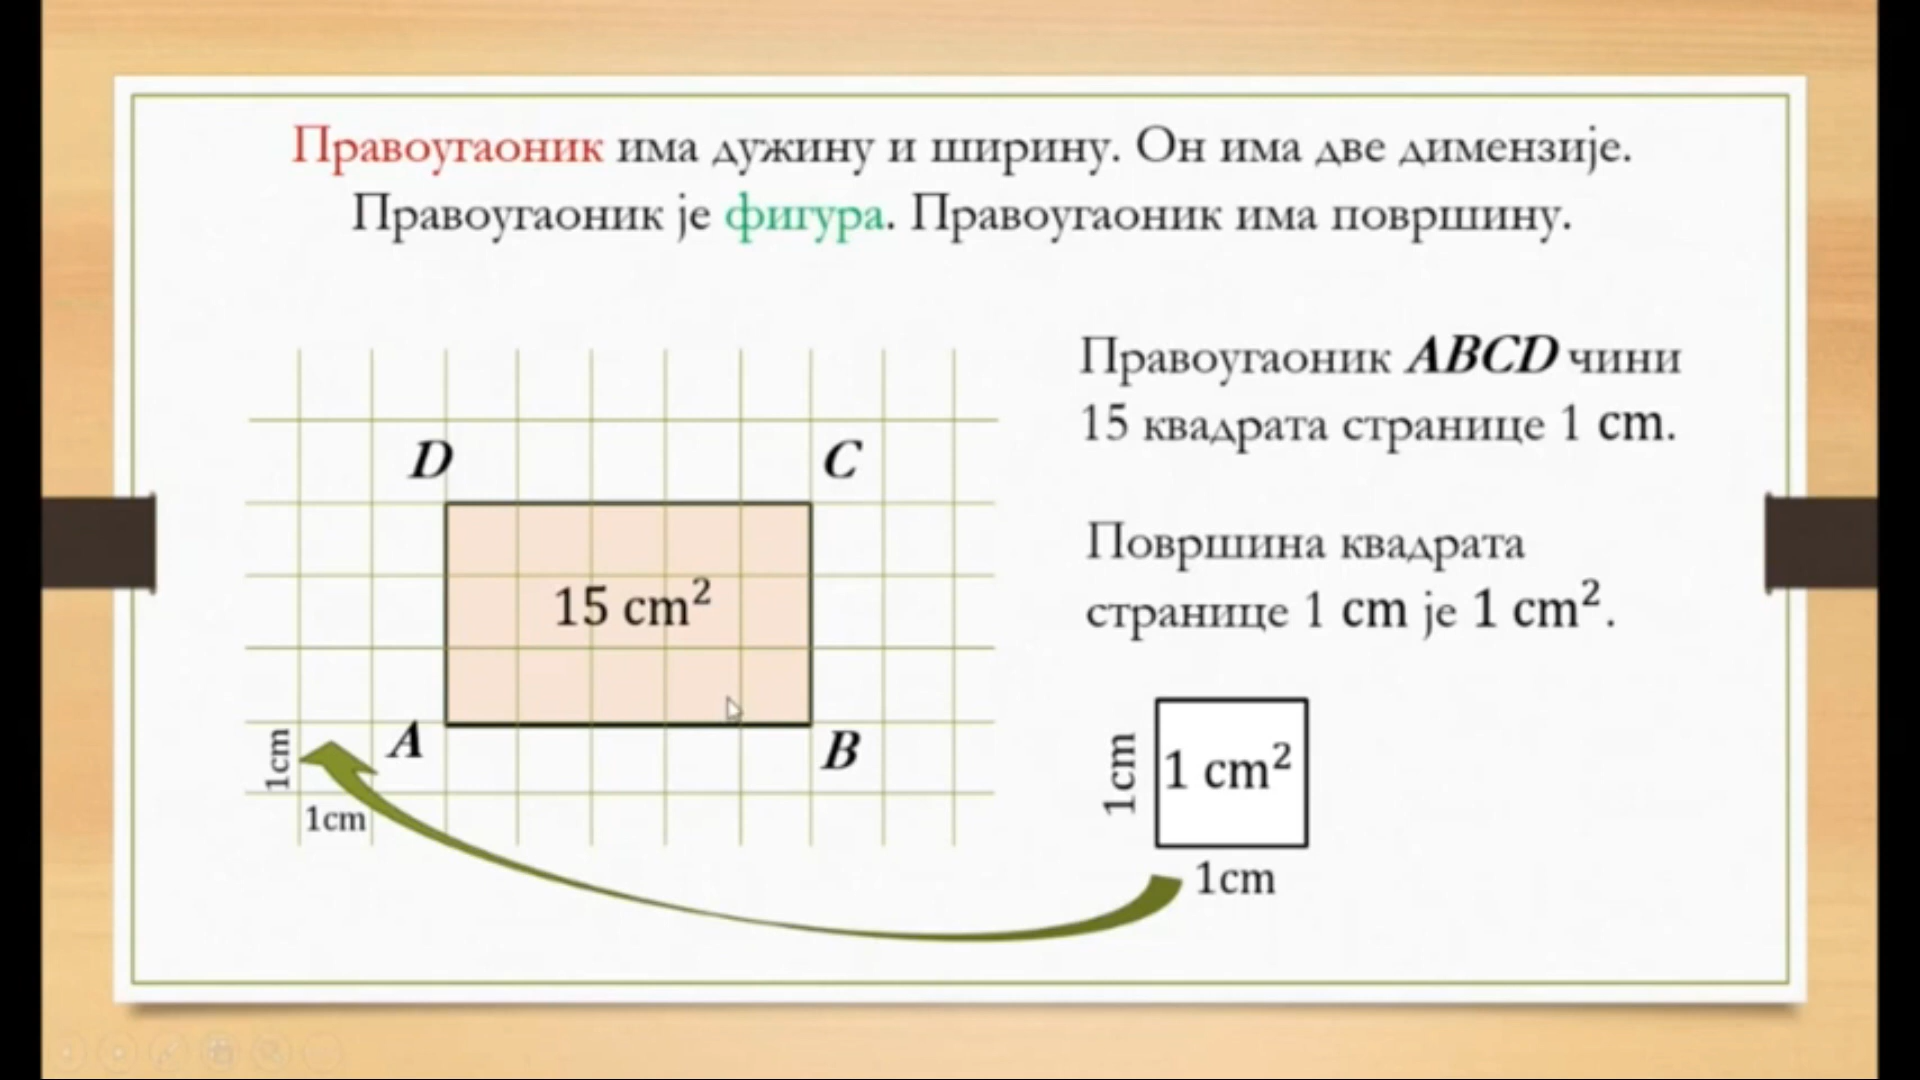 Правоугаоник има дужину и ширину. Он има две димензије.
Правоугаоник је фигура. Правоугаоник има површину.
Правоугаоник ABCD чини
15 квадрата странице 1 cm.
Површина квадрата
странице 1 cm је 1 cm².
D
C
15 cm²
A
B
1cm
1cm
1cm
1 cm²
1cm